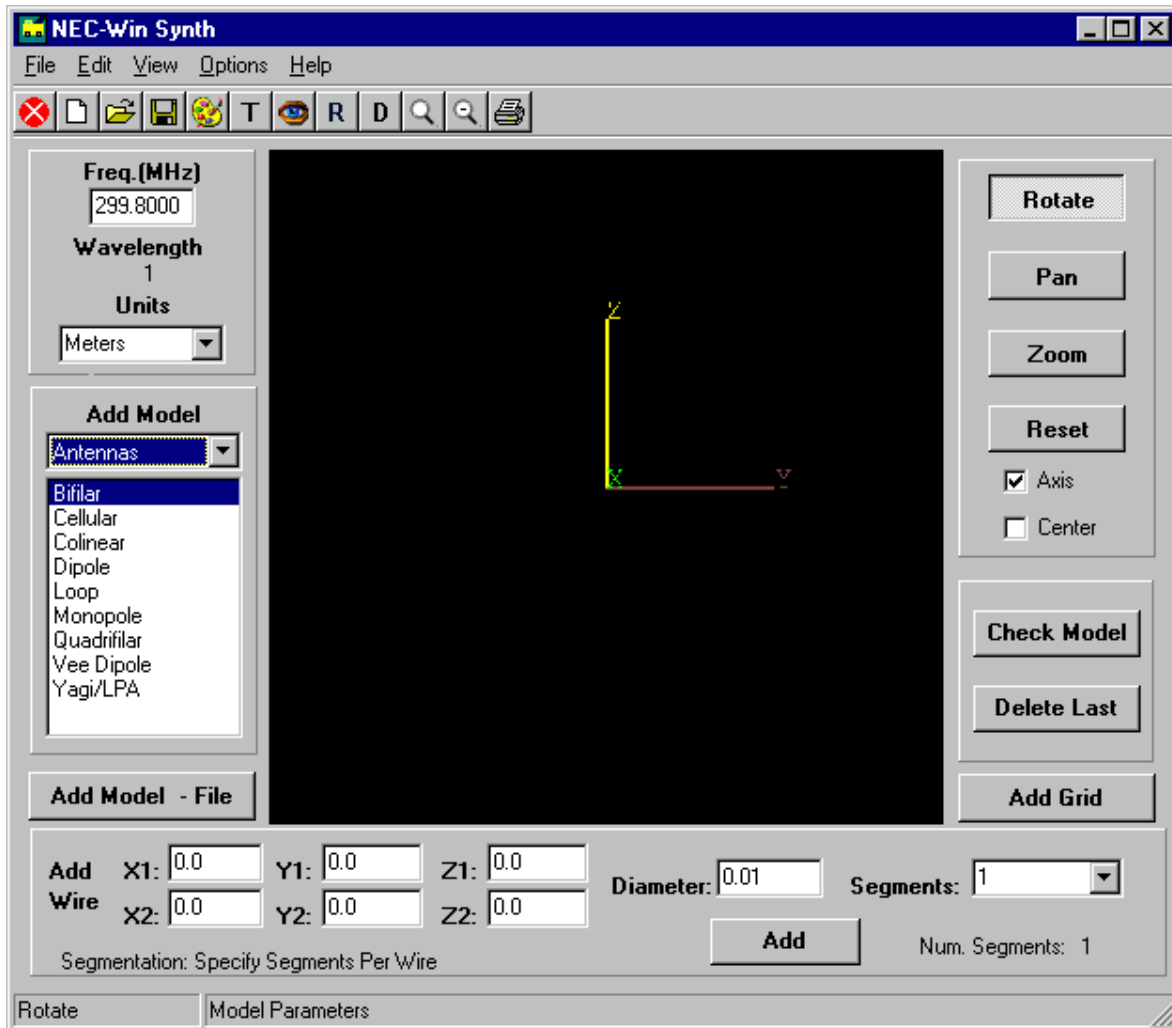 NEC-Win Synth
File Edit View Options Help
T R D
Freq.(MHz)
299.8000
Wavelength
1
Units
Meters
Add Model
Antennas
Bifilar
Cellular
Colinear
Dipole
Loop
Monopole
Quadrifilar
Vee Dipole
Yagi/LPA
Add Model - File
Z
X Y
Rotate
Pan
Zoom
Reset
Axis
Center
Check Model
Delete Last
Add Grid
Add Wire
X1: 0.0 Y1: 0.0 Z1: 0.0
X2: 0.0 Y2: 0.0 Z2: 0.0
Diameter: 0.01 Segments: 1
Add
Num. Segments: 1
Segmentation: Specify Segments Per Wire
Rotate Model Parameters